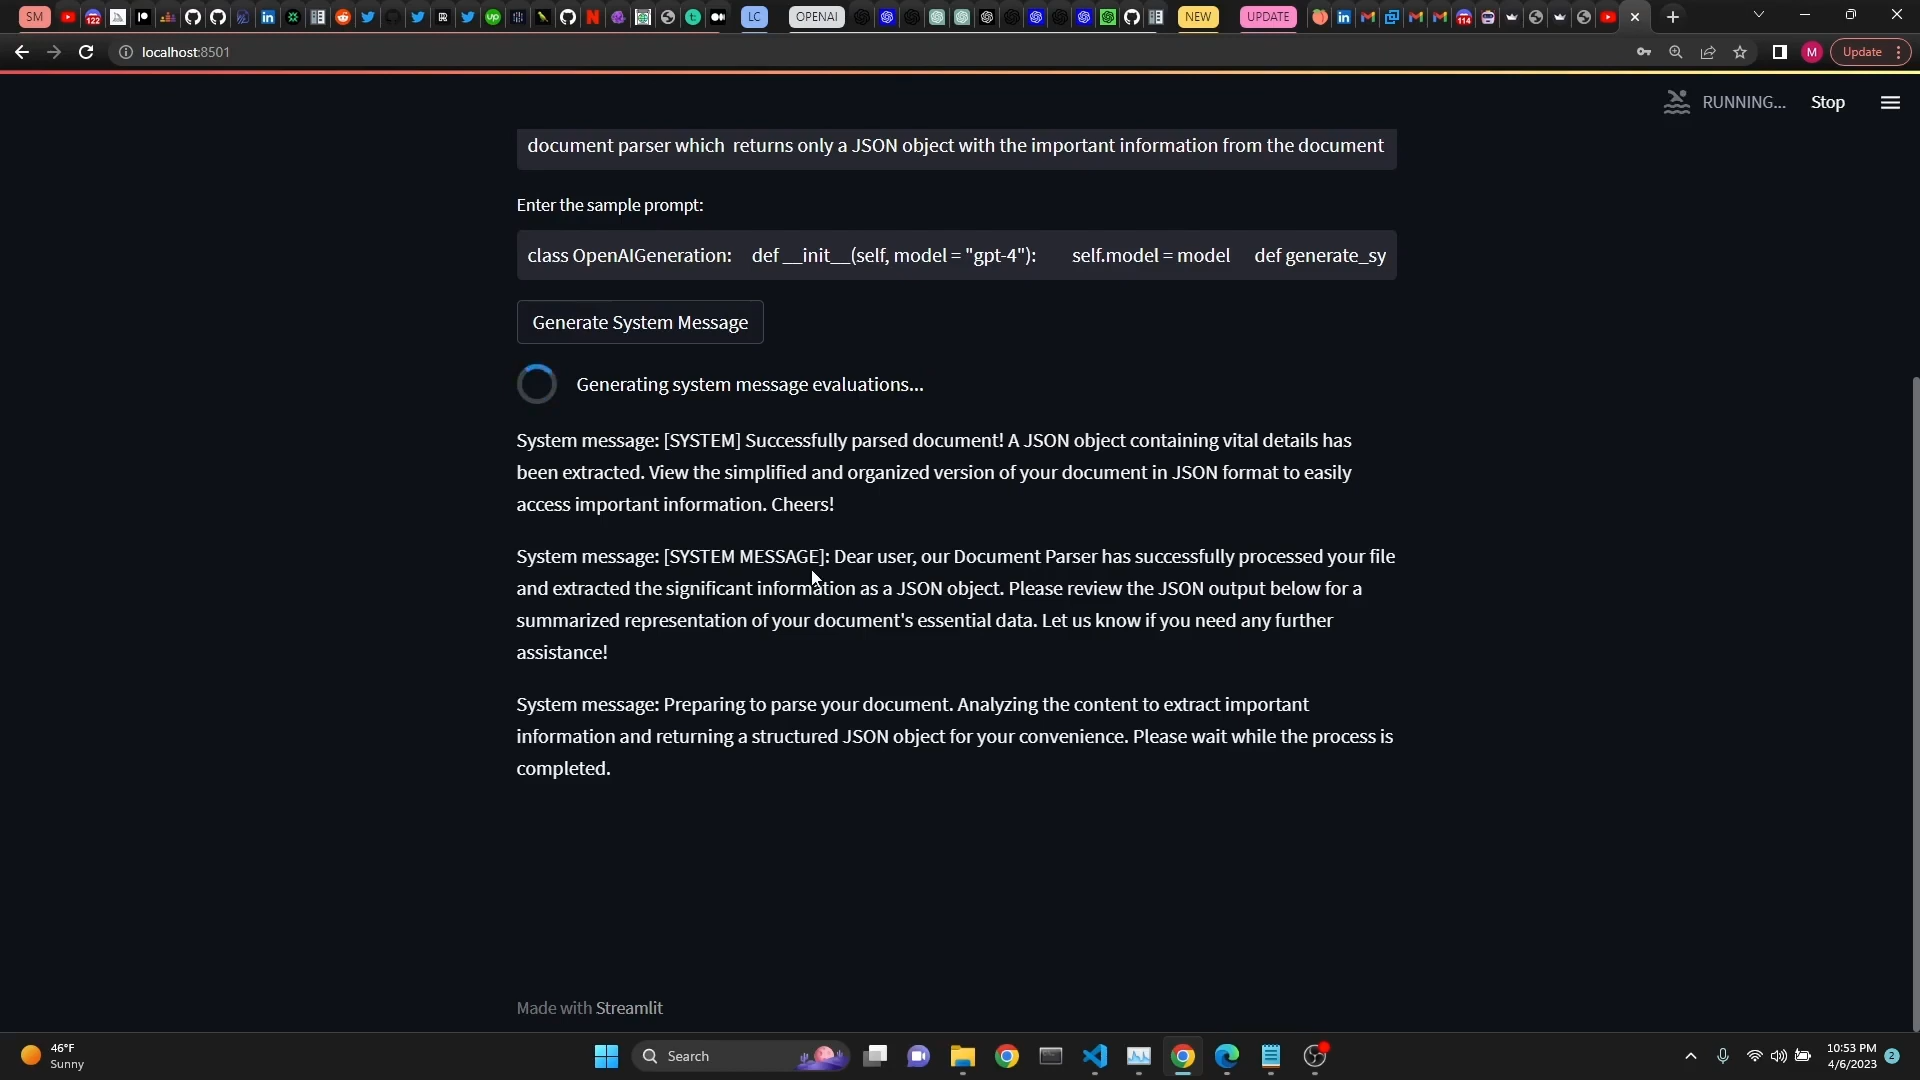 SM
122
LC
OPENAI
NEW
UPDATE
114
localhost:8501
M
Update
RUNNING...
Stop
document parser which  returns only a JSON object with the important information from the document
Enter the sample prompt:
class OpenAIGeneration:    def __init__(self, model = "gpt-4"):        self.model = model     def generate_sy
Generate System Message
Generating system message evaluations...
System message: [SYSTEM] Successfully parsed document! A JSON object containing vital details has
been extracted. View the simplified and organized version of your document in JSON format to easily
access important information. Cheers!
System message: [SYSTEM MESSAGE]: Dear user, our Document Parser has successfully processed your file
and extracted the significant information as a JSON object. Please review the JSON output below for a
summarized representation of your document's essential data. Let us know if you need any further
assistance!
System message: Preparing to parse your document. Analyzing the content to extract important
information and returning a structured JSON object for your convenience. Please wait while the process is
completed.
Made with Streamlit
46°F
Sunny
Search
10:53 PM
4/6/2023
2